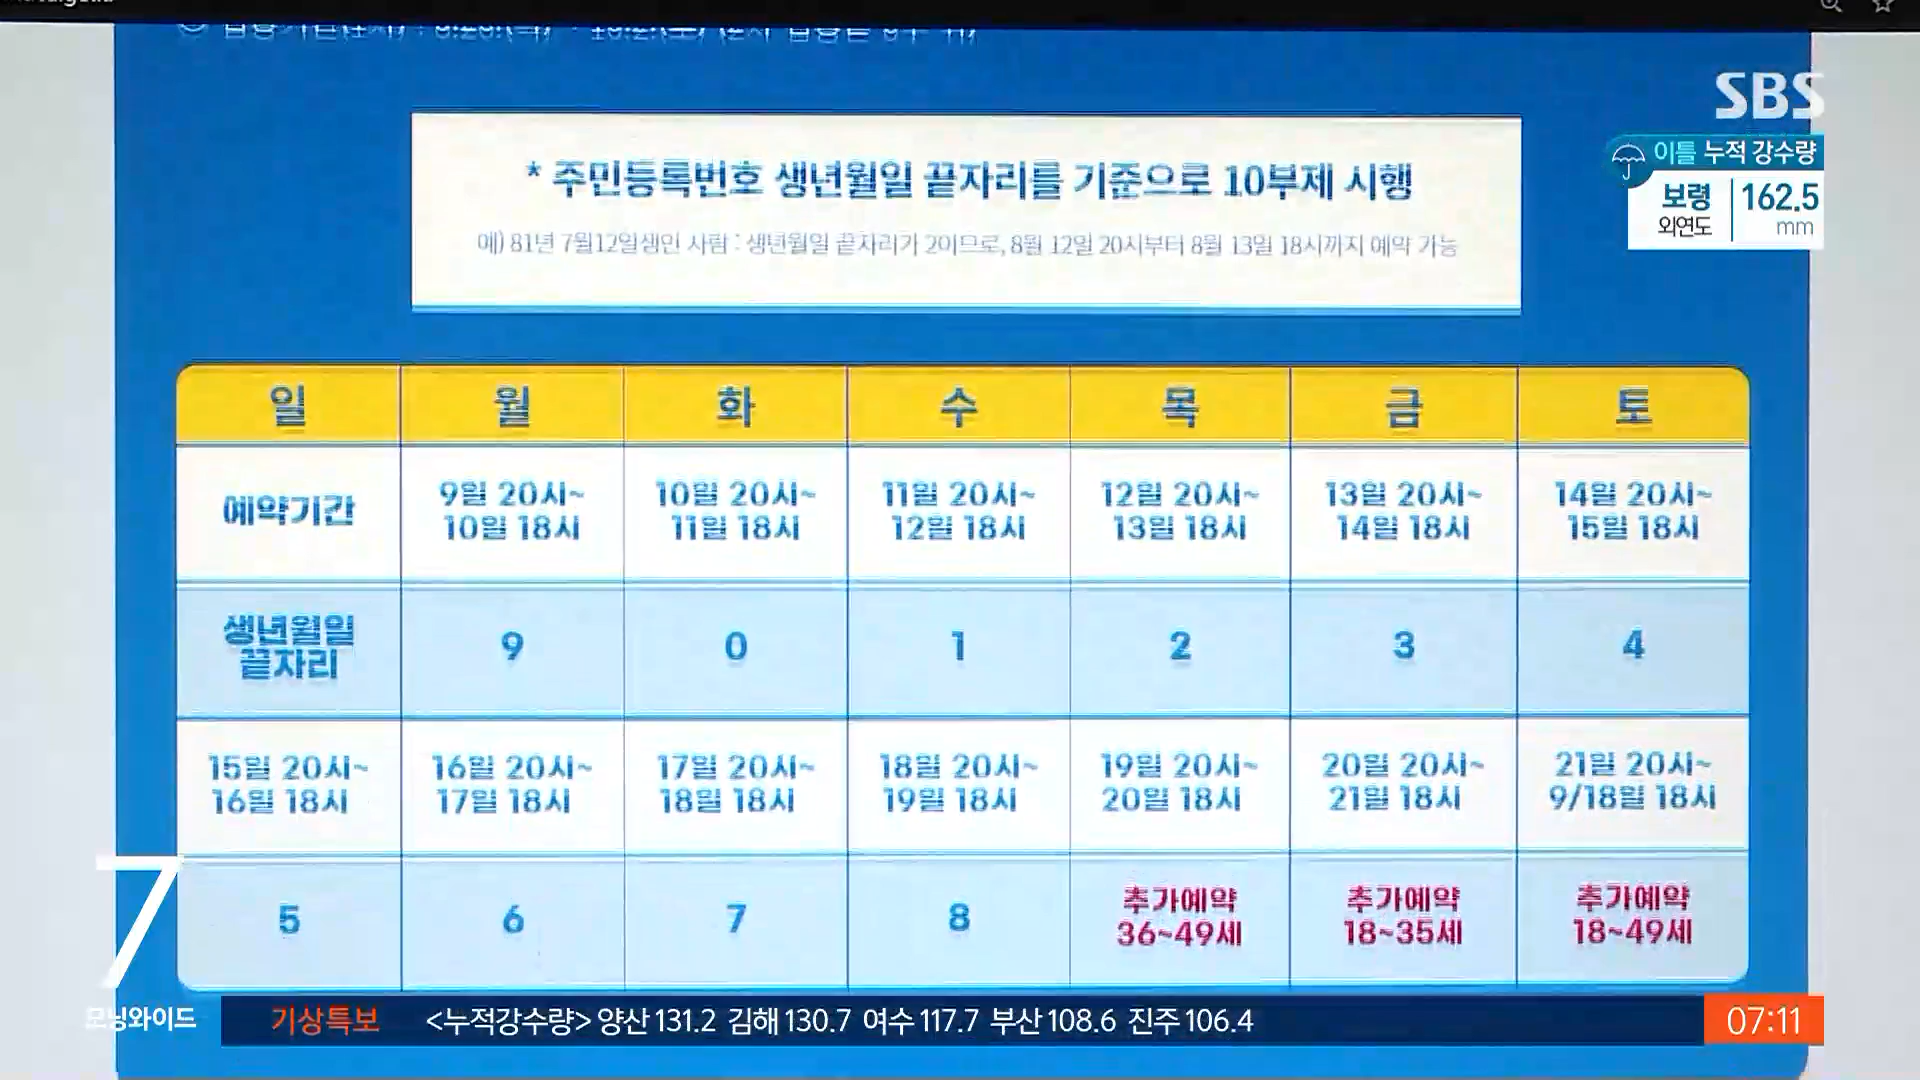 SBS
이틀 누적 강수량
보령
외연도
162.5
mm
* 주민등록번호 생년월일 끝자리를 기준으로 10부제 시행
예) 81년 7월12일생인 사람 : 생년월일 끝자리가 2이므로, 8월 12일 20시부터 8월 13일 18시까지 예약 가능
일 월 화 수 목 금 토
예약기간
9일 20시~
10일 18시
10일 20시~
11일 18시
11일 20시~
12일 18시
12일 20시~
13일 18시
13일 20시~
14일 18시
14일 20시~
15일 18시
생년월일
끝자리
9 0 1 2 3 4
15일 20시~
16일 18시
16일 20시~
17일 18시
17일 20시~
18일 18시
18일 20시~
19일 18시
19일 20시~
20일 18시
20일 20시~
21일 18시
21일 20시~
9/18일 18시
5 6 7 8
추가예약
36~49세
추가예약
18~35세
추가예약
18~49세
7
모닝와이드
기상특보 <누적강수량> 양산 131.2 김해 130.7 여수 117.7 부산 108.6 진주 106.4
07:11